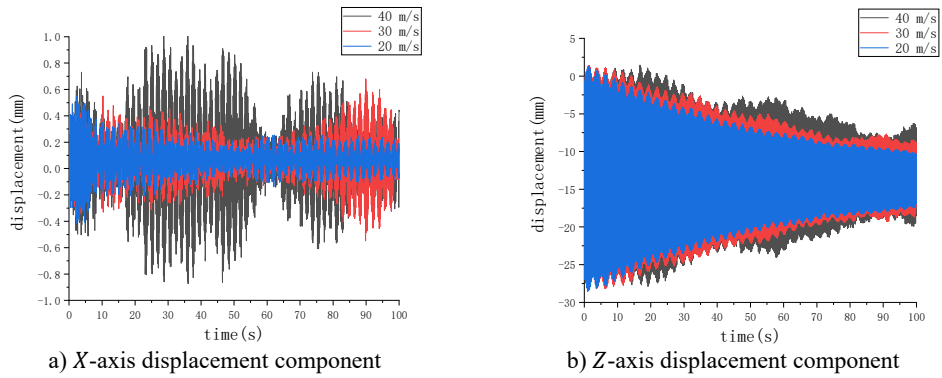 40 m/s
30 m/s
20 m/s
1.0
0.8
0.6
0.4
0.2
0.0
-0.2
-0.4
-0.6
-0.8
-1.0
displacement(mm)
0 10 20 30 40 50 60 70 80 90 100
time(s)
a) X-axis displacement component
40 m/s
30 m/s
20 m/s
5
0
-5
-10
-15
-20
-25
-30
displacement(mm)
0 10 20 30 40 50 60 70 80 90 100
time(s)
b) Z-axis displacement component